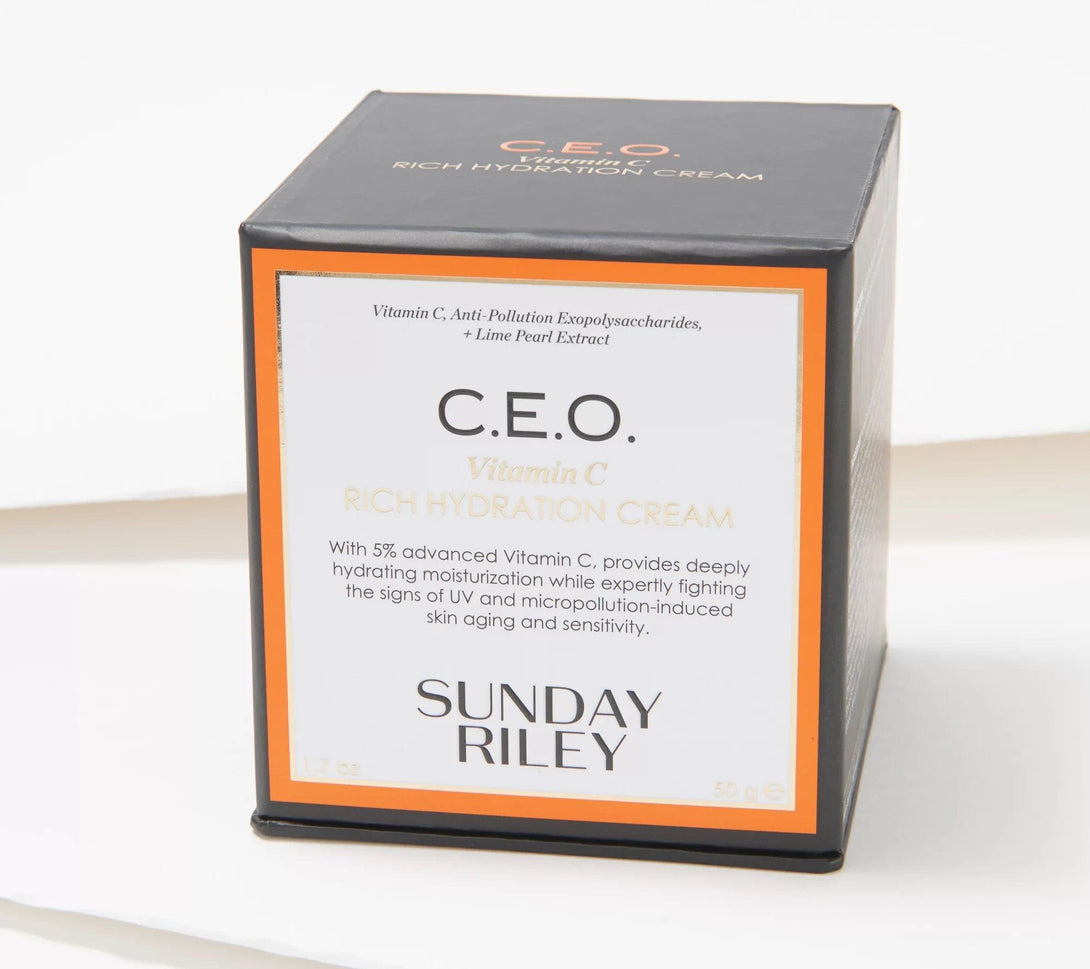 C.E.O.
Vitamin C
RICH HYDRATION CREAM
Vitamin C, Anti-Pollution Exopolysaccharides,
+ Lime Pearl Extract
C.E.O.
Vitamin C
RICH HYDRATION CREAM
With 5% advanced Vitamin C, provides deeply
hydrating moisturization while expertly fighting
the signs of UV and micropollution-induced
skin aging and sensitivity.
SUNDAY
RILEY
1.7 oz
50 g ℮